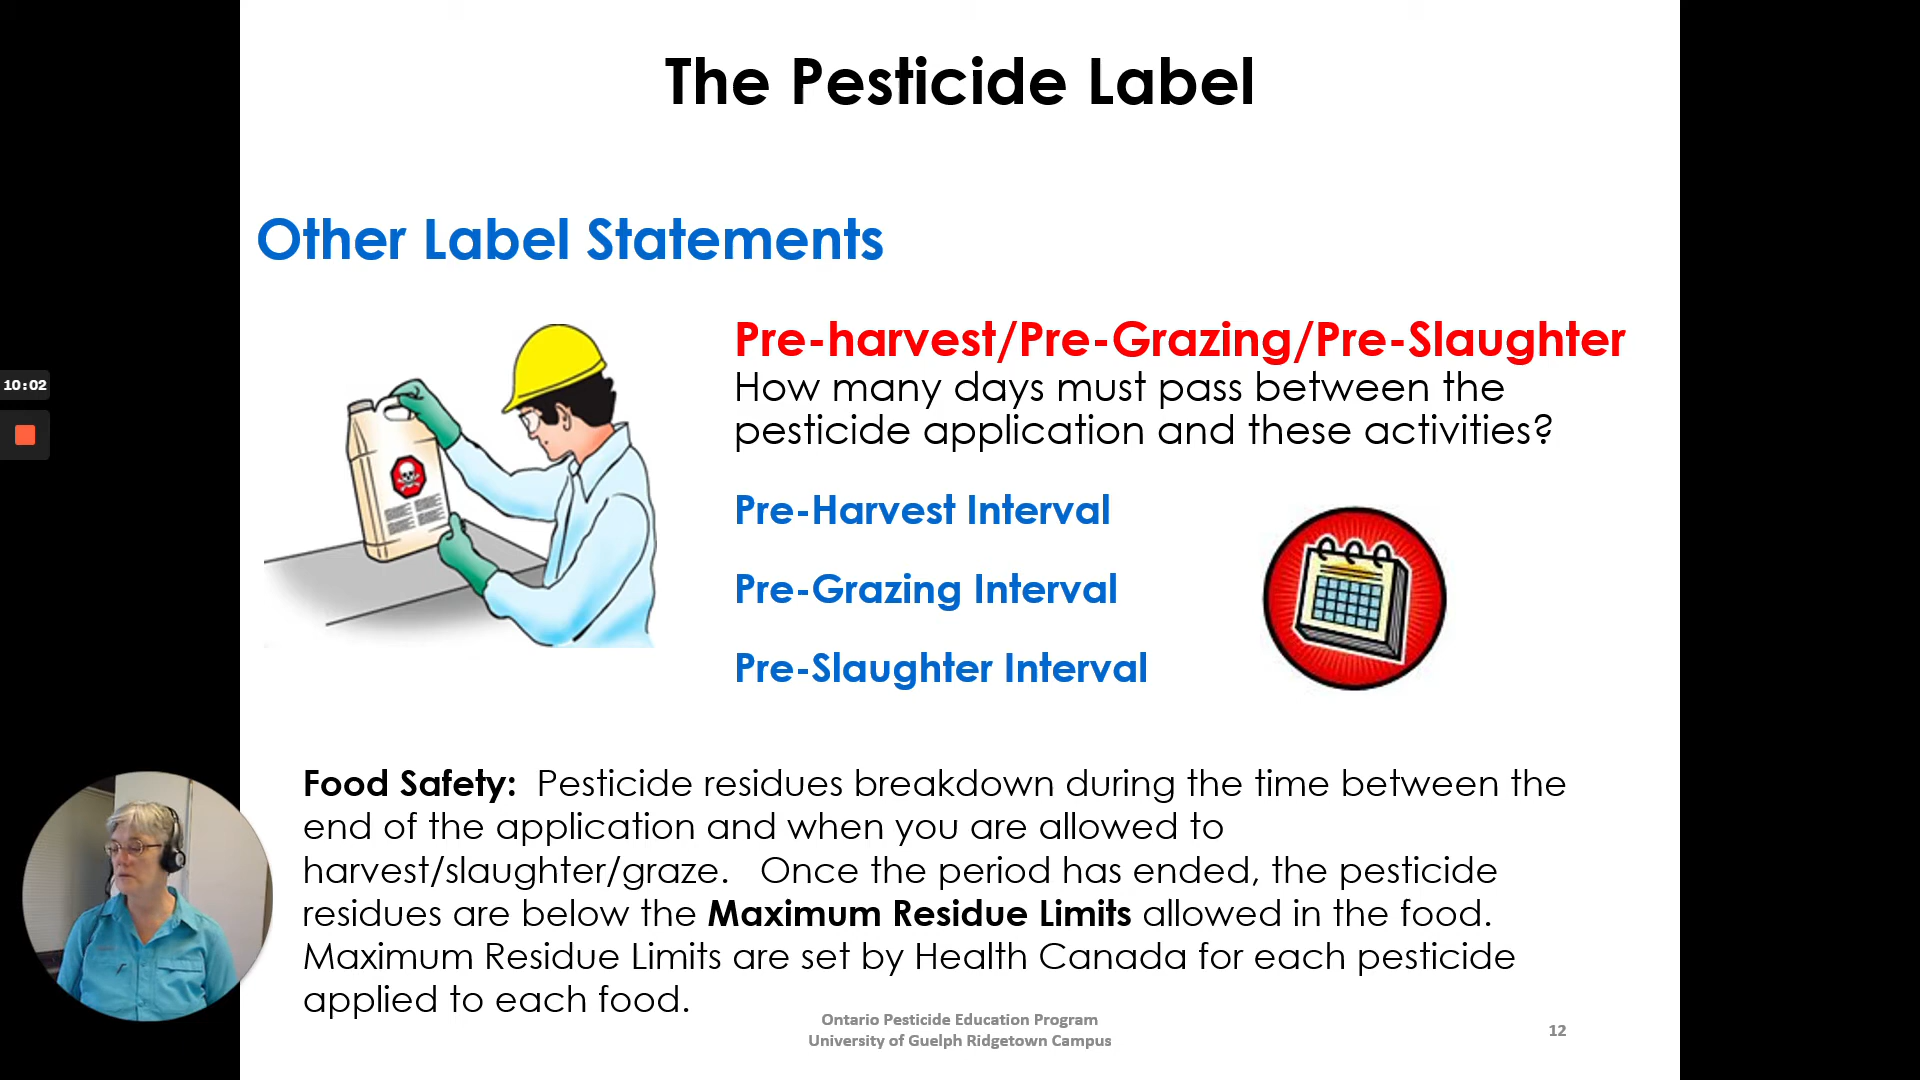 The Pesticide Label
Other Label Statements
Pre-harvest/Pre-Grazing/Pre-Slaughter
How many days must pass between the
pesticide application and these activities?
Pre-Harvest Interval
Pre-Grazing Interval
Pre-Slaughter Interval
10:02
Food Safety: Pesticide residues breakdown during the time between the
end of the application and when you are allowed to
harvest/slaughter/graze. Once the period has ended, the pesticide
residues are below the Maximum Residue Limits allowed in the food.
Maximum Residue Limits are set by Health Canada for each pesticide
applied to each food.
Ontario Pesticide Education Program
University of Guelph Ridgetown Campus
12